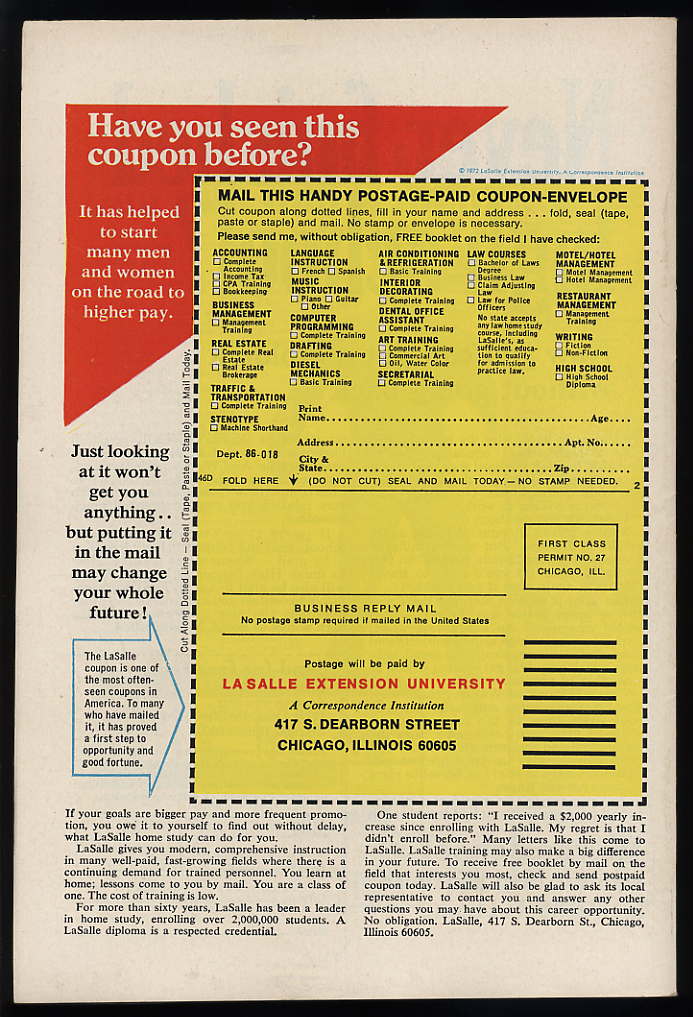 Have you seen this
coupon before?
It has helped
to start
many men
and women
on the road to
higher pay.
Just looking
at it won't
get you
anything..
but putting it
in the mail
may change
your whole
future!
The LaSalle
coupon is one of
the most often-
seen coupons in
America. To many
who have mailed
it, it has proved
a first step to
opportunity and
good fortune.
Cut Along Dotted Line — Seal (Tape, Paste or Staple) and Mail Today.
© 1972 LaSalle Extension University, A Correspondence Institution
MAIL THIS HANDY POSTAGE-PAID COUPON-ENVELOPE
Cut coupon along dotted lines, fill in your name and address . . . fold, seal (tape,
paste or staple) and mail. No stamp or envelope is necessary.
Please send me, without obligation, FREE booklet on the field I have checked:
ACCOUNTING
Complete
Accounting
Income Tax
CPA Training
Bookkeeping
BUSINESS
MANAGEMENT
Management
Training
REAL ESTATE
Complete Real
Estate
Real Estate
Brokerage
TRAFFIC &
TRANSPORTATION
Complete Training
STENOTYPE
Machine Shorthand
LANGUAGE
INSTRUCTION
French Spanish
MUSIC
INSTRUCTION
Piano Guitar
Other
COMPUTER
PROGRAMMING
Complete Training
DRAFTING
Complete Training
DIESEL
MECHANICS
Basic Training
AIR CONDITIONING
& REFRIGERATION
Basic Training
INTERIOR
DECORATING
Complete Training
DENTAL OFFICE
ASSISTANT
Complete Training
ART TRAINING
Complete Training
Commercial Art
Oil, Water Color
SECRETARIAL
Complete Training
LAW COURSES
Bachelor of Laws
Degree
Business Law
Claim Adjusting
Law
Law for Police
Officers
No state accepts
any law home study
course, including
LaSalle's, as
sufficient educa-
tion to qualify
for admission to
practice law.
MOTEL/HOTEL
MANAGEMENT
Motel Management
Hotel Management
RESTAURANT
MANAGEMENT
Management
Training
WRITING
Fiction
Non-Fiction
HIGH SCHOOL
High School
Diploma
Print
Name.......... Age....
Address.......... Apt. No.....
Dept. 86-018
City &
State.......... Zip..........
46D FOLD HERE (DO NOT CUT) SEAL AND MAIL TODAY — NO STAMP NEEDED. 2
FIRST CLASS
PERMIT NO. 27
CHICAGO, ILL.
BUSINESS REPLY MAIL
No postage stamp required if mailed in the United States
Postage will be paid by
LA SALLE EXTENSION UNIVERSITY
A Correspondence Institution
417 S. DEARBORN STREET
CHICAGO, ILLINOIS 60605
If your goals are bigger pay and more frequent promo-
tion, you owe it to yourself to find out without delay,
what LaSalle home study can do for you.
LaSalle gives you modern, comprehensive instruction
in many well-paid, fast-growing fields where there is a
continuing demand for trained personnel. You learn at
home; lessons come to you by mail. You are a class of
one. The cost of training is low.
For more than sixty years, LaSalle has been a leader
in home study, enrolling over 2,000,000 students. A
LaSalle diploma is a respected credential.
One student reports: "I received a $2,000 yearly in-
crease since enrolling with LaSalle. My regret is that I
didn't enroll before." Many letters like this come to
LaSalle. LaSalle training may also make a big difference
in your future. To receive free booklet by mail on the
field that interests you most, check and send postpaid
coupon today. LaSalle will also be glad to ask its local
representative to contact you and answer any other
questions you may have about this career opportunity.
No obligation. LaSalle, 417 S. Dearborn St., Chicago,
Illinois 60605.